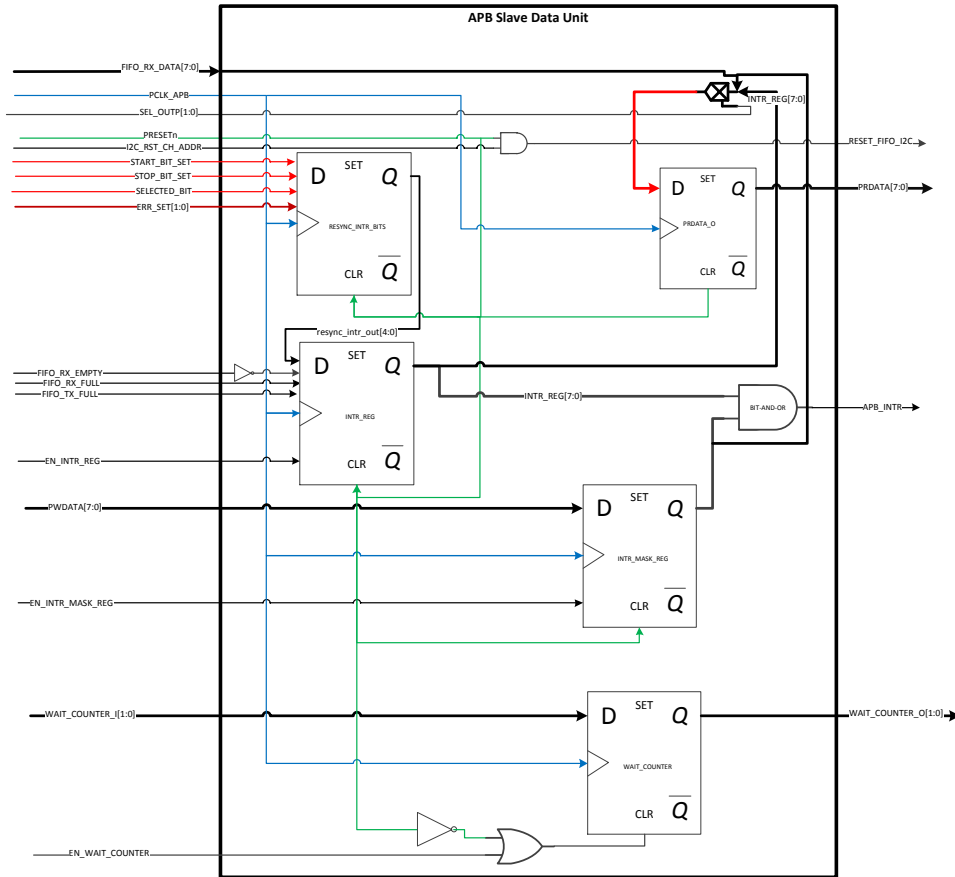 APB Slave Data Unit
FIFO_RX_DATA[7:0]
PCLK_APB
INTR_REG[7:0]
SEL_OUTP[1:0]
PRESETn
I2C_RST_CH_ADDR
RESET_FIFO_I2C
START_BIT_SET
STOP_BIT_SET
SELECTED_BIT
ERR_SET[1:0]
SET
D
Q
RESYNC_INTR_BITS
CLR
Q
SET
D
Q
PRDATA_O
CLR
Q
PRDATA[7:0]
resync_intr_out[4:0]
SET
D
Q
INTR_REG
CLR
Q
FIFO_RX_EMPTY
FIFO_RX_FULL
FIFO_TX_FULL
INTR_REG[7:0]
BIT-AND-OR
APB_INTR
EN_INTR_REG
PWDATA[7:0]
SET
D
Q
INTR_MASK_REG
CLR
Q
EN_INTR_MASK_REG
WAIT_COUNTER_I[1:0]
SET
D
Q
WAIT_COUNTER
CLR
Q
WAIT_COUNTER_O[1:0]
EN_WAIT_COUNTER